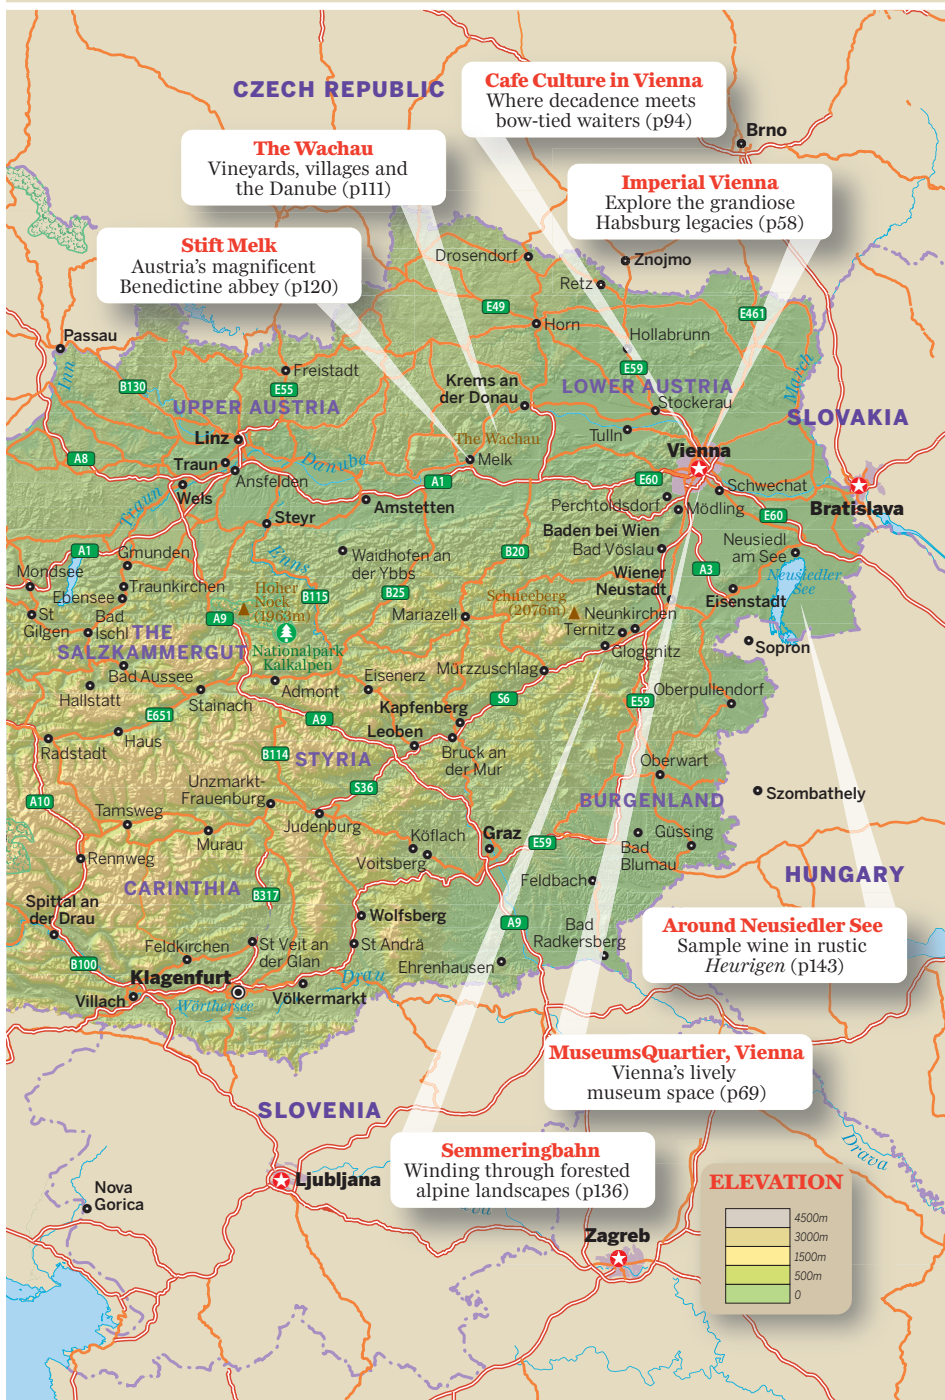 CZECH REPUBLIC
Cafe Culture in Vienna
Where decadence meets
bow-tied waiters (p94)
Brno
The Wachau
Vineyards, villages and
the Danube (p111)
Imperial Vienna
Explore the grandiose
Habsburg legacies (p58)
Stift Melk
Austria's magnificent
Benedictine abbey (p120)
Drosendorf
Znojmo
Retz
E49
E461
Horn
Passau
Hollabrunn
Inn
March
Freistadt
E59
B130
E55
Krems an
der Donau
LOWER AUSTRIA
UPPER AUSTRIA
Stockerau
SLOVAKIA
Linz
The Wachau
Tulln
Vienna
A8
Traun
Danube
Melk
Ansfelden
A1
E60
Schwechat
Wels
Traun
Amstetten
Perchtoldsdorf
Mödling
Bratislava
Steyr
E60
Baden bei Wien
Neusiedl
am See
Gmunden
A1
Enns
Waidhofen an
der Ybbs
B20
Bad Vöslau
Mondsee
Wiener
Neustadt
A3
Neusiedler
See
Traunkirchen
Ebensee
Hoher
Nock
(1963m)
B115
B25
Schneeberg
(2076m)
Eisenstadt
St
Gilgen
Bad
Ischl
A9
Mariazell
Neunkirchen
Ternitz
THE
SALZKAMMERGUT
Nationalpark
Kalkalpen
Gloggnitz
Sopron
Bad Aussee
Eisenerz
Mürzzuschlag
Hallstatt
Stainach
Admont
S6
E59
Oberpullendorf
E651
A9
Kapfenberg
Leoben
Radstadt
Haus
B114
STYRIA
Bruck an
der Mur
Oberwart
Unzmarkt-
Frauenburg
S36
A10
BURGENLAND
Szombathely
Tamsweg
Judenburg
Murau
Köflach
Graz
E59
Güssing
Rennweg
Voitsberg
Bad
Blumau
CARINTHIA
B317
Feldbach
HUNGARY
Spittal an
der Drau
Wolfsberg
A9
Bad
Radkersberg
Around Neusiedler See
Sample wine in rustic
Heurigen (p143)
Feldkirchen
St Veit an
der Glan
St Andrä
B100
Ehrenhausen
Klagenfurt
Drau
Villach
Wörthersee
Völkermarkt
MuseumsQuartier, Vienna
Vienna's lively
museum space (p69)
SLOVENIA
Semmeringbahn
Winding through forested
alpine landscapes (p136)
Drava
Ljubljana
ELEVATION
Nova
Gorica
4500m
Zagreb
3000m
1500m
500m
0